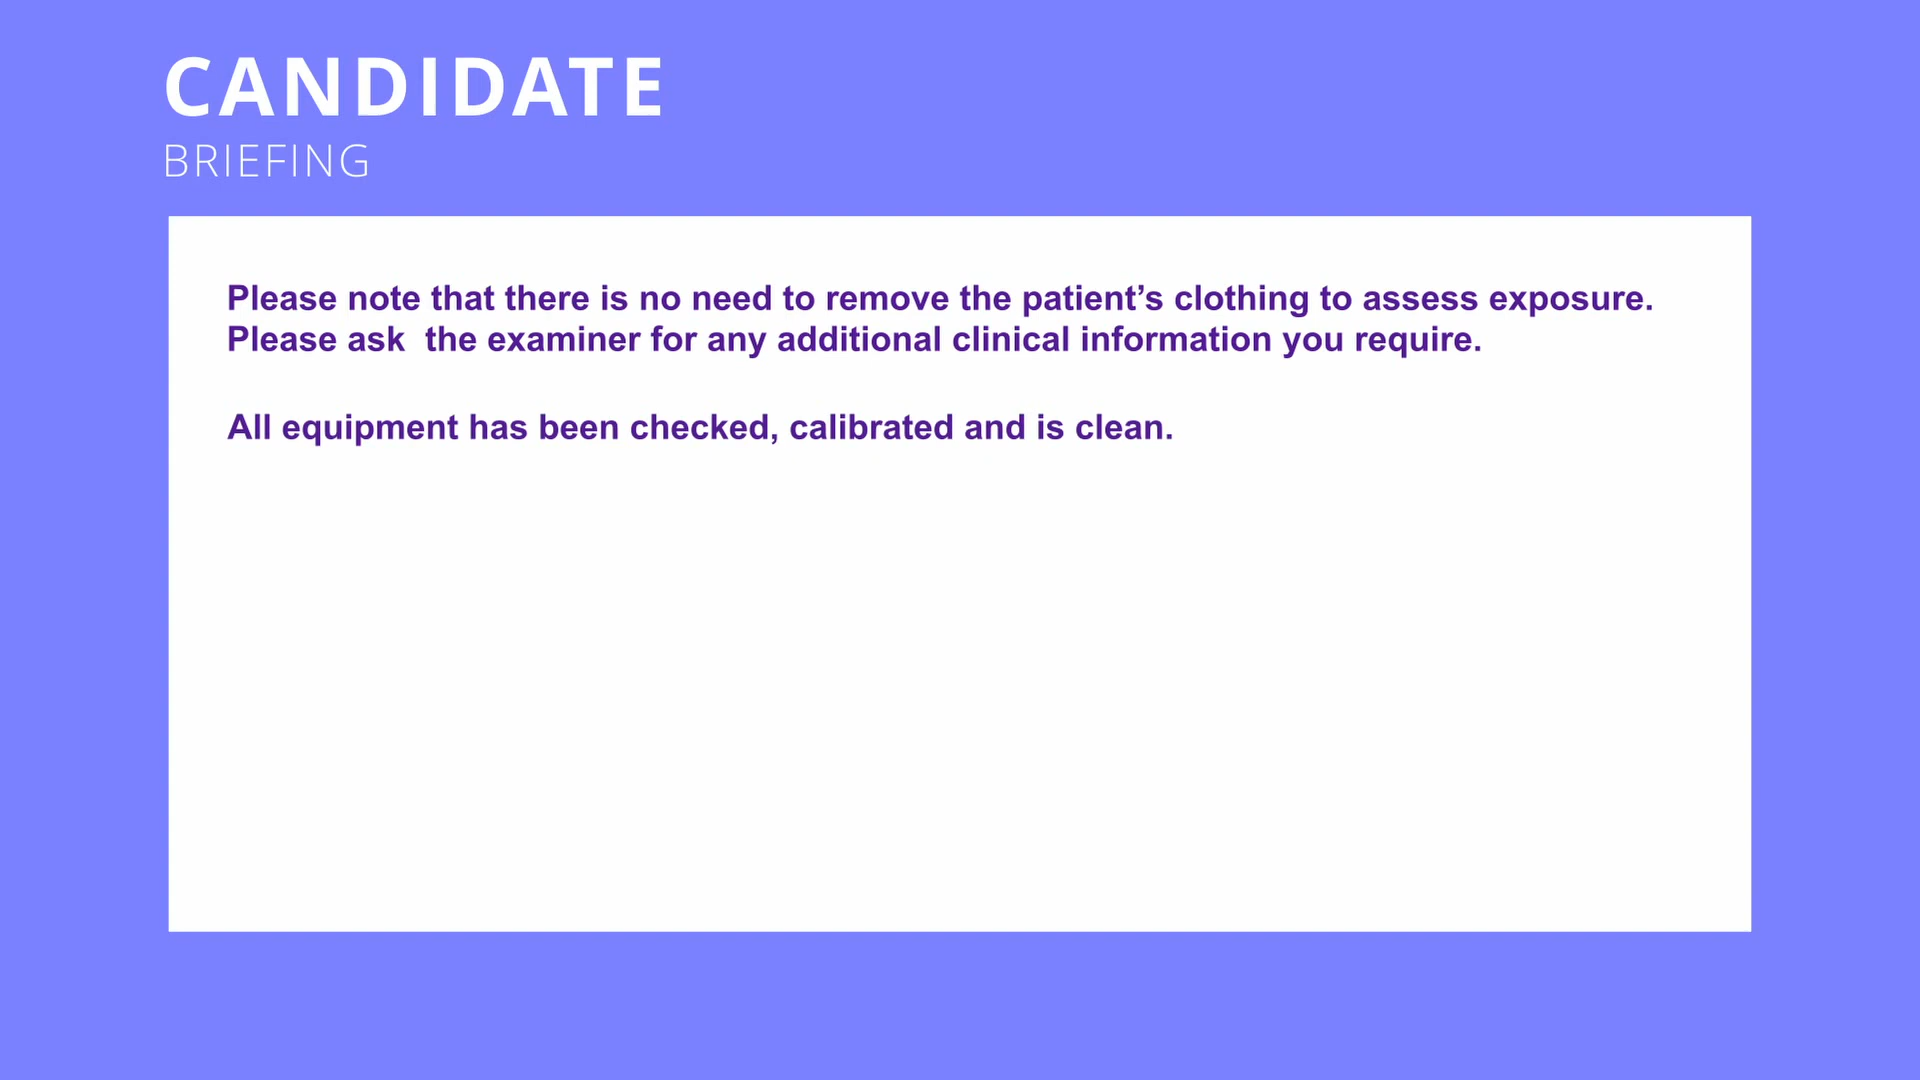 CANDIDATE
BRIEFING
Please note that there is no need to remove the patient’s clothing to assess exposure.
Please ask  the examiner for any additional clinical information you require.
All equipment has been checked, calibrated and is clean.